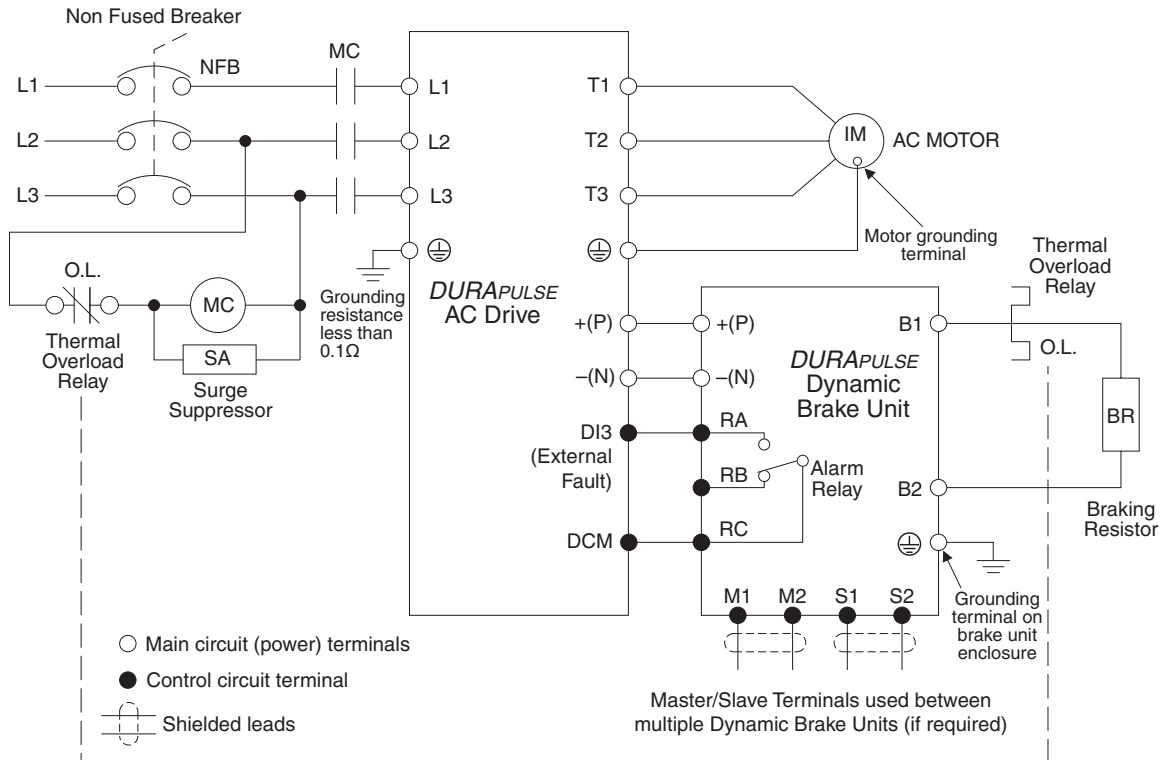 Non Fused Breaker
NFB
MC
L1
L2
L3
L1
L2
L3
T1
T2
T3
IM
AC MOTOR
Motor grounding
terminal
O.L.
Thermal
Overload
Relay
MC
SA
Surge
Suppressor
Grounding
resistance
less than
0.1Ω
DURAPULSE
AC Drive
+(P)
–(N)
DI3
(External
Fault)
DCM
+(P)
–(N)
RA
RB
RC
Alarm
Relay
DURAPULSE
Dynamic
Brake Unit
B1
B2
Thermal
Overload
Relay
O.L.
BR
Braking
Resistor
M1
M2
S1
S2
Grounding
terminal on
brake unit
enclosure
Master/Slave Terminals used between
multiple Dynamic Brake Units (if required)
Main circuit (power) terminals
Control circuit terminal
Shielded leads